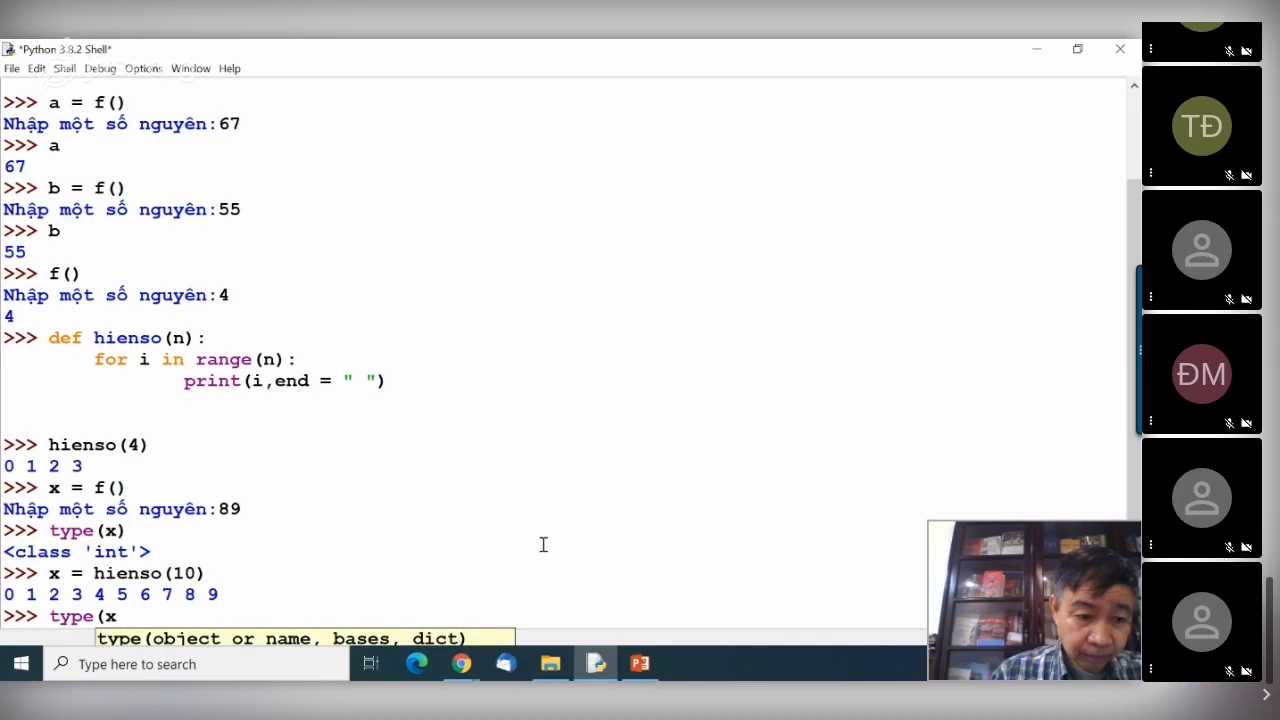 *Python 3.8.2 Shell*
File Edit Shell Debug Options Window Help
>>> a = f()
Nhập một số nguyên:67
>>> a
67
>>> b = f()
Nhập một số nguyên:55
>>> b
55
>>> f()
Nhập một số nguyên:4
4
>>> def hienso(n):
for i in range(n):
print(i,end = " ")
>>> hienso(4)
0 1 2 3
>>> x = f()
Nhập một số nguyên:89
>>> type(x)
<class 'int'>
>>> x = hienso(10)
0 1 2 3 4 5 6 7 8 9
>>> type(x
type(object or name, bases, dict)
Type here to search
TĐ
ĐM